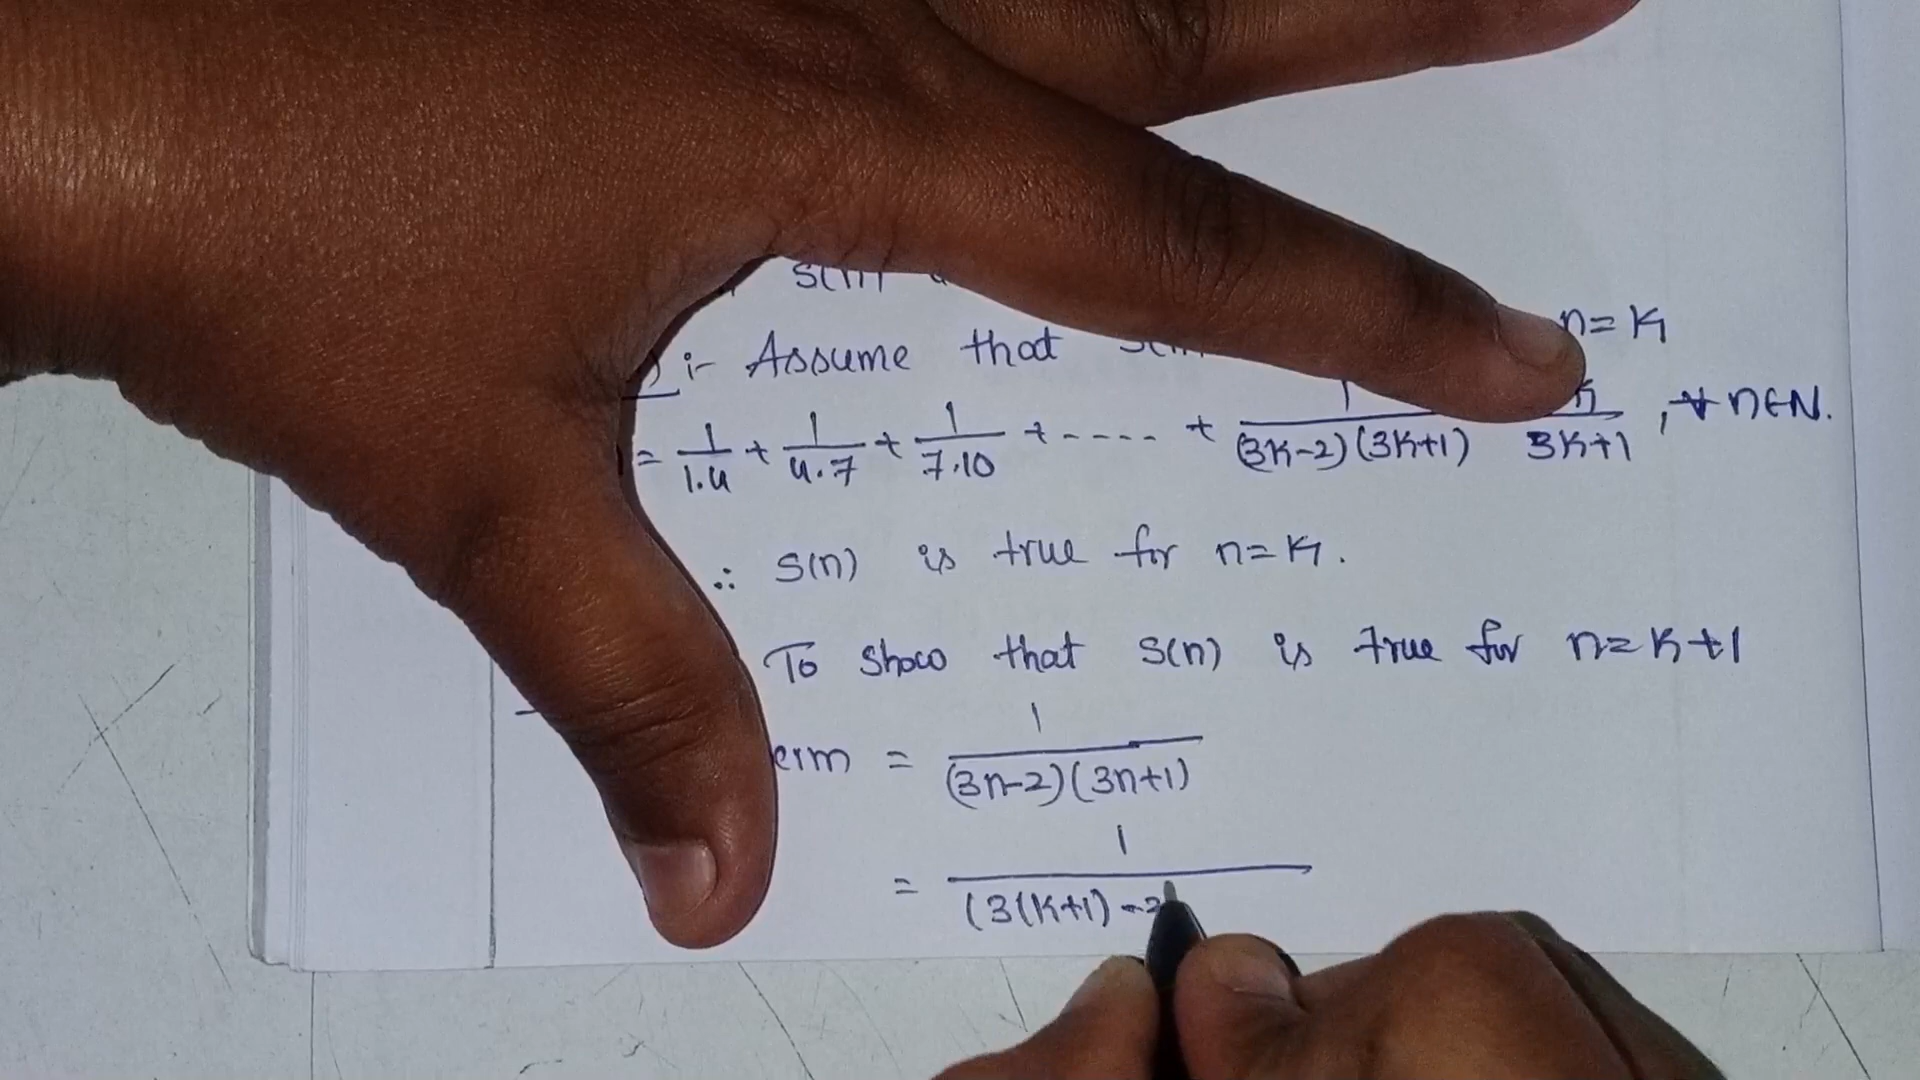 S(n)
:- Assume that n=k
= 1/1.4 + 1/4.7 + 1/7.10 + ---- + 1/(3k-2)(3k+1) k/3k+1 , ∀ n∈N.
∴ S(n) is true for n=k.
To show that S(n) is true for n=k+1
erm = 1/(3n-2)(3n+1)
= 1/(3(k+1)-2